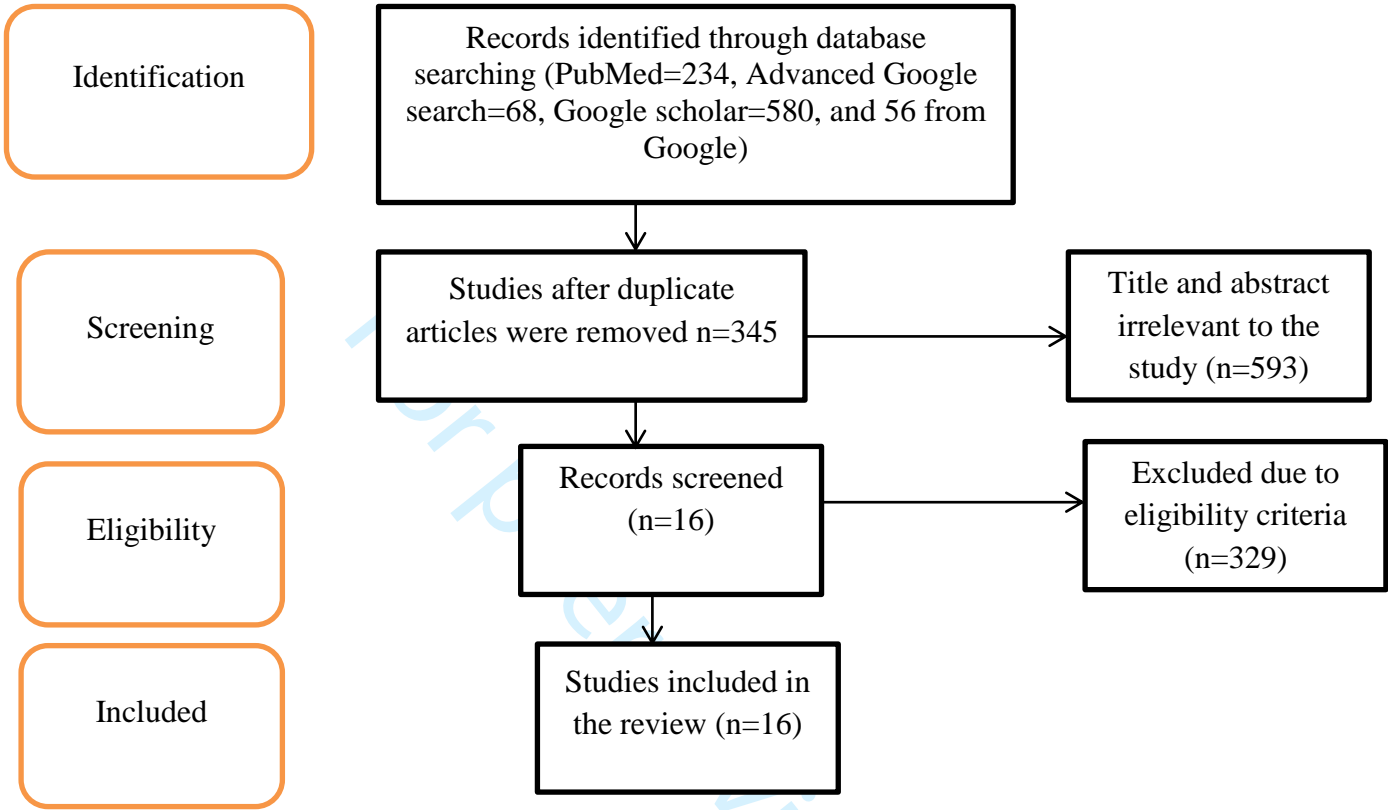 Identification
Records identified through database
searching (PubMed=234, Advanced Google
search=68, Google scholar=580, and 56 from
Google)
Screening
Studies after duplicate
articles were removed n=345
Title and abstract
irrelevant to the
study (n=593)
Eligibility
Records screened
(n=16)
Excluded due to
eligibility criteria
(n=329)
Included
Studies included in
the review (n=16)